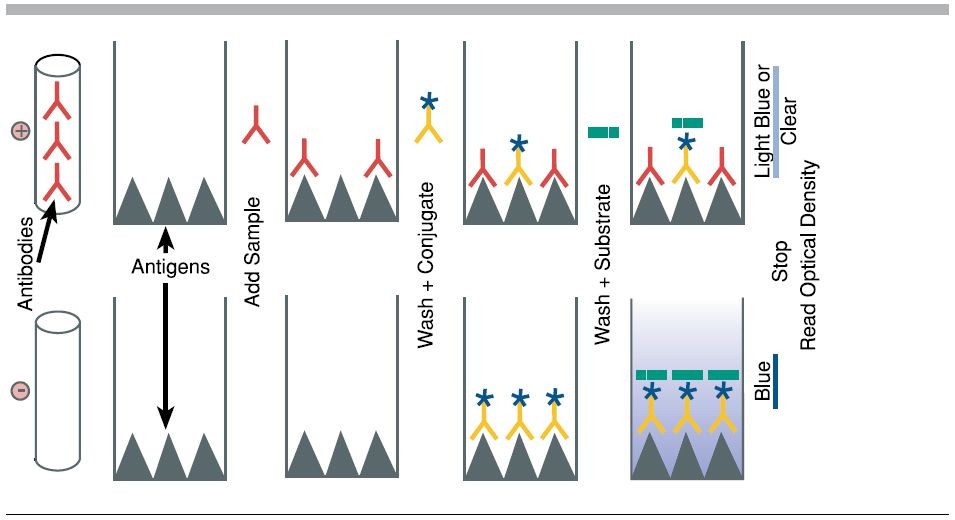 +
Antibodies
-
Antigens
Add Sample
Wash + Conjugate
Wash + Substrate
Light Blue or
Clear
Blue
Stop
Read Optical Density